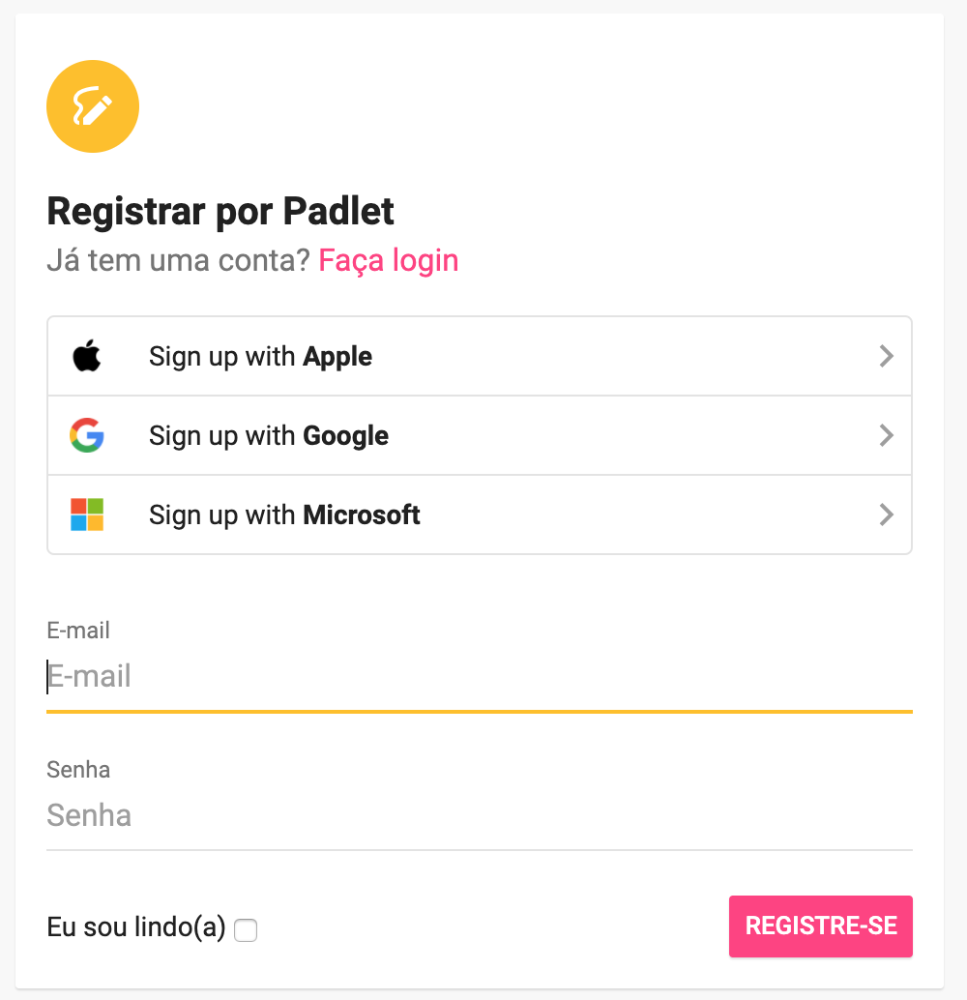 Registrar por Padlet
Já tem uma conta? Faça login
Sign up with Apple
Sign up with Google
Sign up with Microsoft
E-mail
E-mail
Senha
Senha
Eu sou lindo(a)
REGISTRE-SE